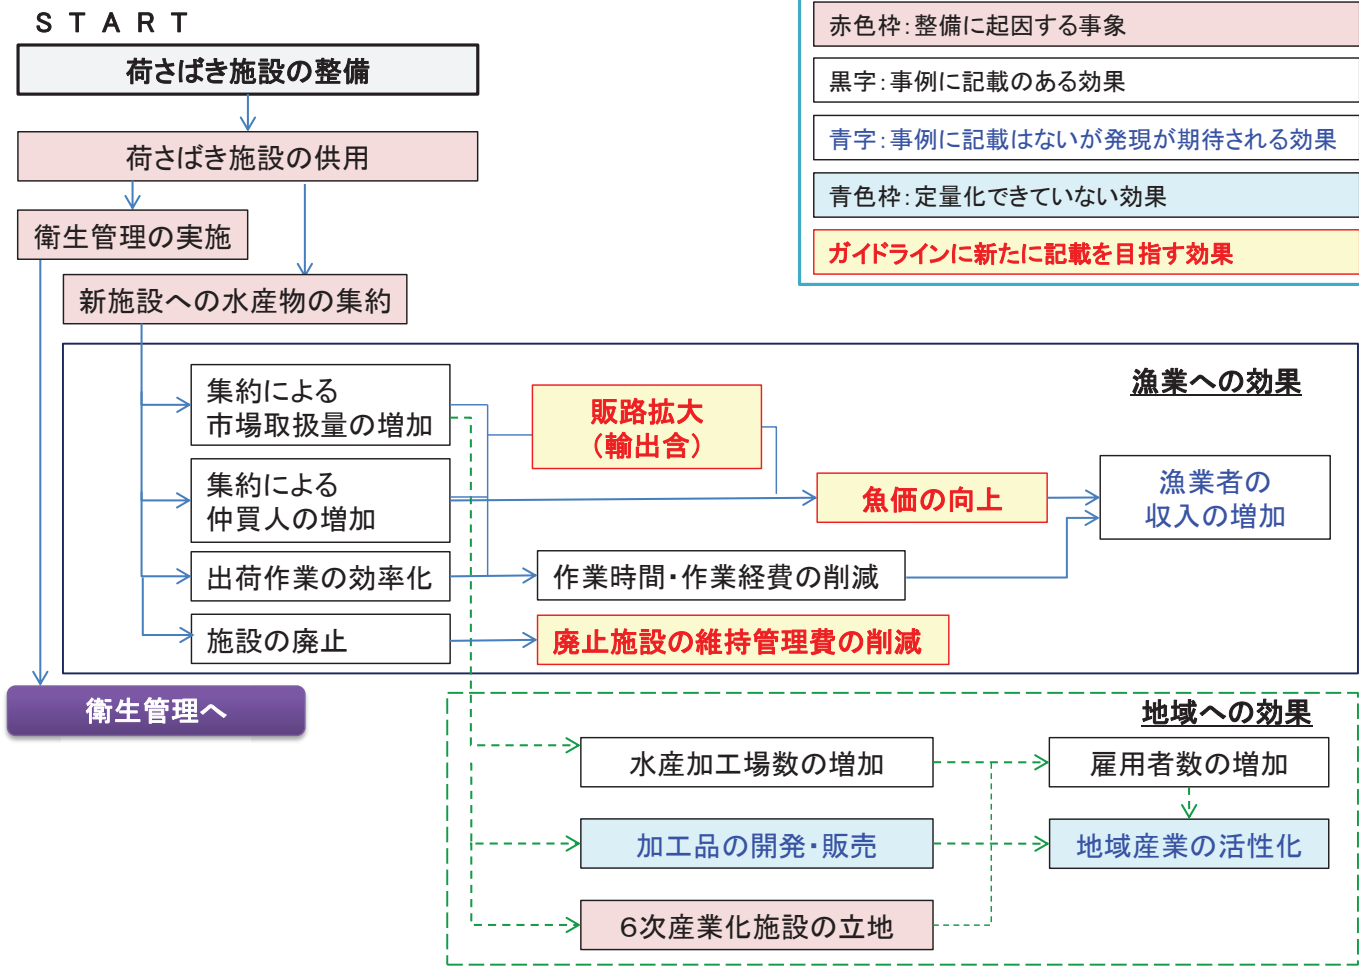 START
荷さばき施設の整備
荷さばき施設の供用
衛生管理の実施
新施設への水産物の集約
赤色枠：整備に起因する事象
黒字：事例に記載のある効果
青字：事例に記載はないが発現が期待される効果
青色枠：定量化できていない効果
ガイドラインに新たに記載を目指す効果
漁業への効果
集約による
市場取扱量の増加
販路拡大
（輸出含）
集約による
仲買人の増加
魚価の向上
漁業者の
収入の増加
出荷作業の効率化
作業時間・作業経費の削減
施設の廃止
廃止施設の維持管理費の削減
衛生管理へ
地域への効果
水産加工場数の増加
雇用者数の増加
加工品の開発・販売
地域産業の活性化
６次産業化施設の立地